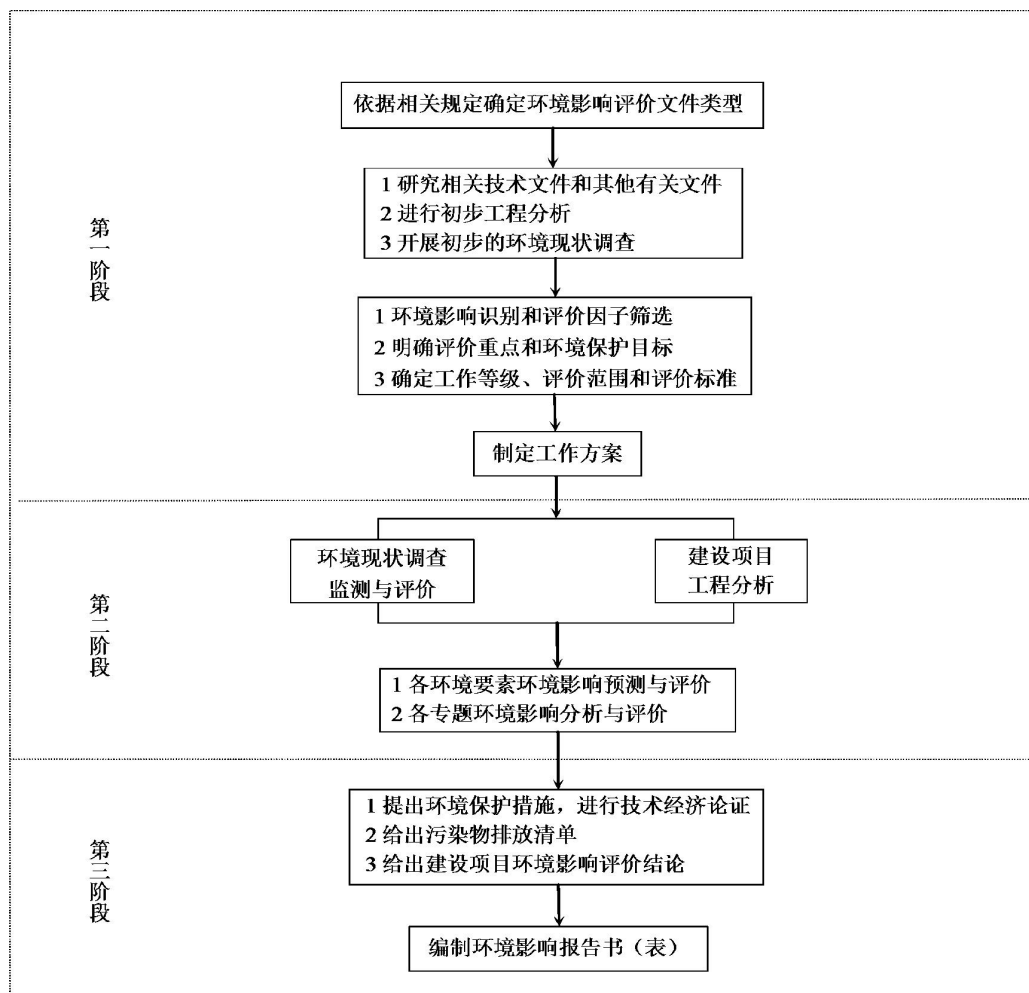 依据相关规定确定环境影响评价文件类型
1 研究相关技术文件和其他有关文件
2 进行初步工程分析
3 开展初步的环境现状调查
第一阶段
1 环境影响识别和评价因子筛选
2 明确评价重点和环境保护目标
3 确定工作等级、评价范围和评价标准
制定工作方案
环境现状调查
监测与评价
建设项目
工程分析
第二阶段
1 各环境要素环境影响预测与评价
2 各专题环境影响分析与评价
1 提出环境保护措施，进行技术经济论证
2 给出污染物排放清单
3 给出建设项目环境影响评价结论
第三阶段
编制环境影响报告书（表）